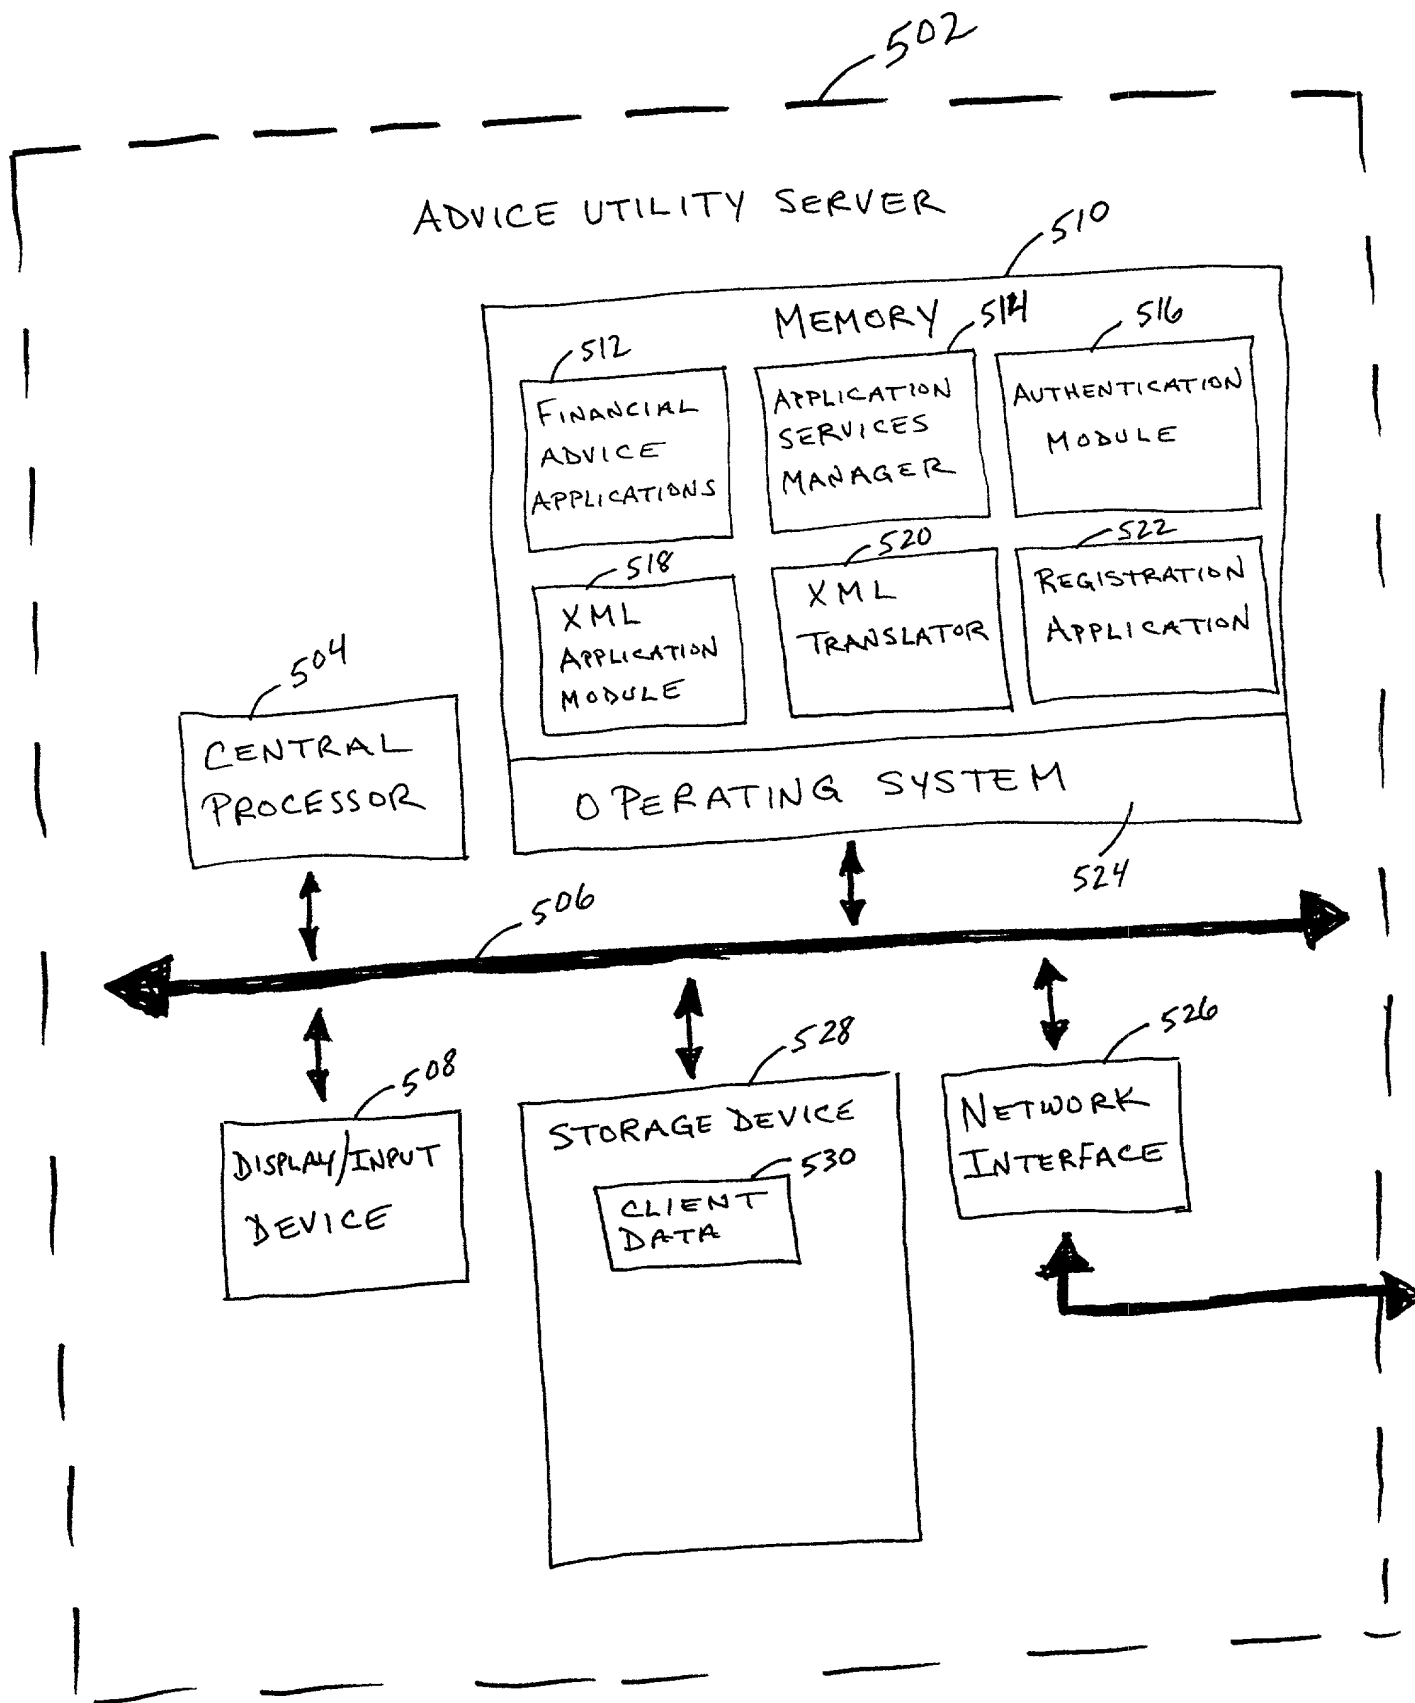 502
ADVICE UTILITY SERVER
510
MEMORY
512
FINANCIAL
ADVICE
APPLICATIONS
514
APPLICATION
SERVICES
MANAGER
516
AUTHENTICATION
MODULE
518
XML
APPLICATION
MODULE
520
XML
TRANSLATOR
522
REGISTRATION
APPLICATION
504
CENTRAL
PROCESSOR
OPERATING SYSTEM
524
506
508
DISPLAY/INPUT
DEVICE
528
STORAGE DEVICE
530
CLIENT
DATA
526
NETWORK
INTERFACE